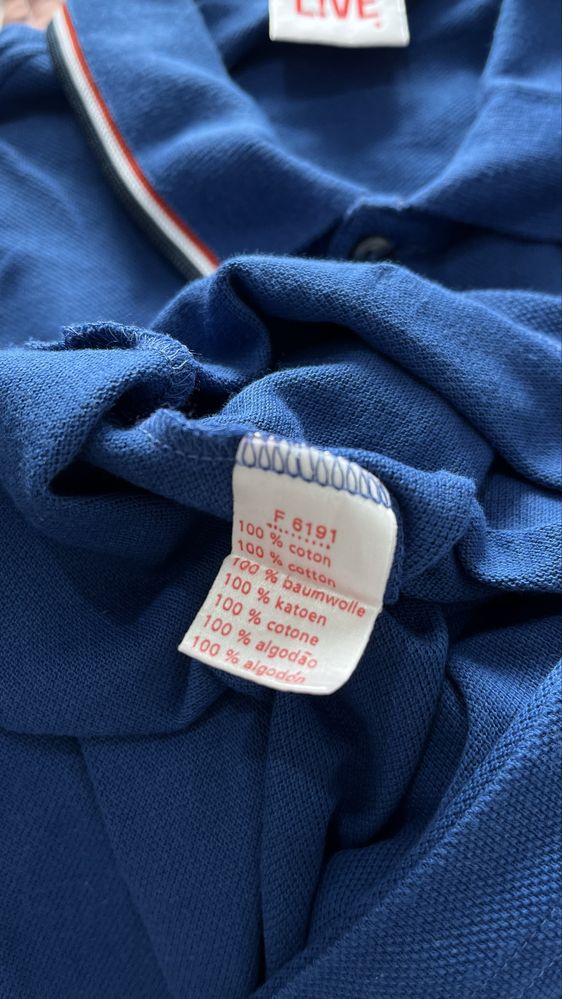 LIVE
F 6191
100 % coton
100 % cotton
100 % baumwolle
100 % katoen
100 % cotone
100 % algodão
100 % algodón